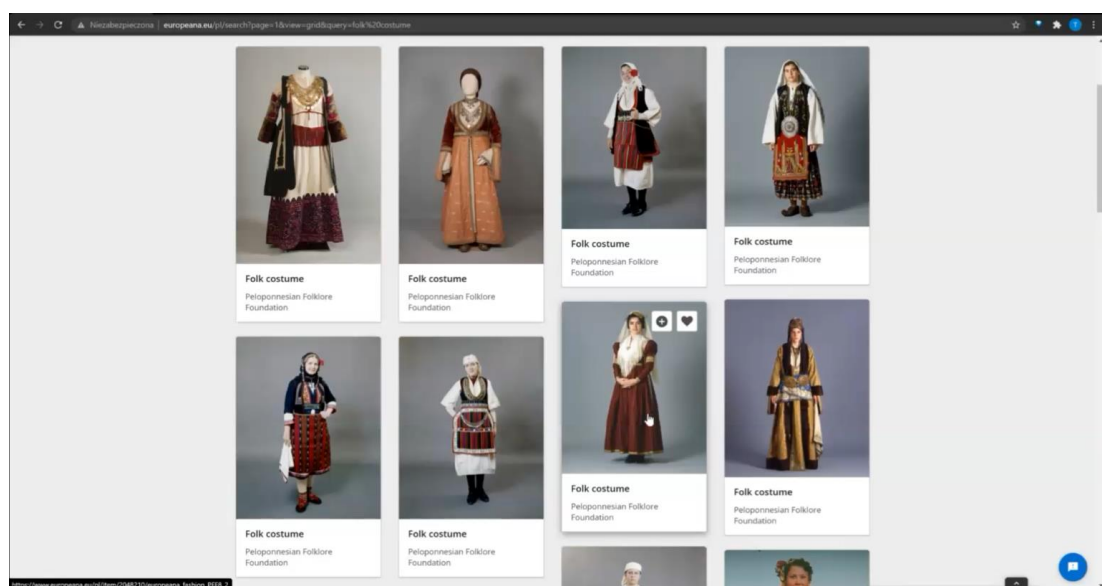 Niezabezpieczona
europeana.eu/pl/search?page=1&view=grid&query=folk%20costume
Folk costume
Peloponnesian Folklore
Foundation
Folk costume
Peloponnesian Folklore
Foundation
Folk costume
Peloponnesian Folklore
Foundation
Folk costume
Peloponnesian Folklore
Foundation
Folk costume
Peloponnesian Folklore
Foundation
Folk costume
Peloponnesian Folklore
Foundation
Folk costume
Peloponnesian Folklore
Foundation
Folk costume
Peloponnesian Folklore
Foundation